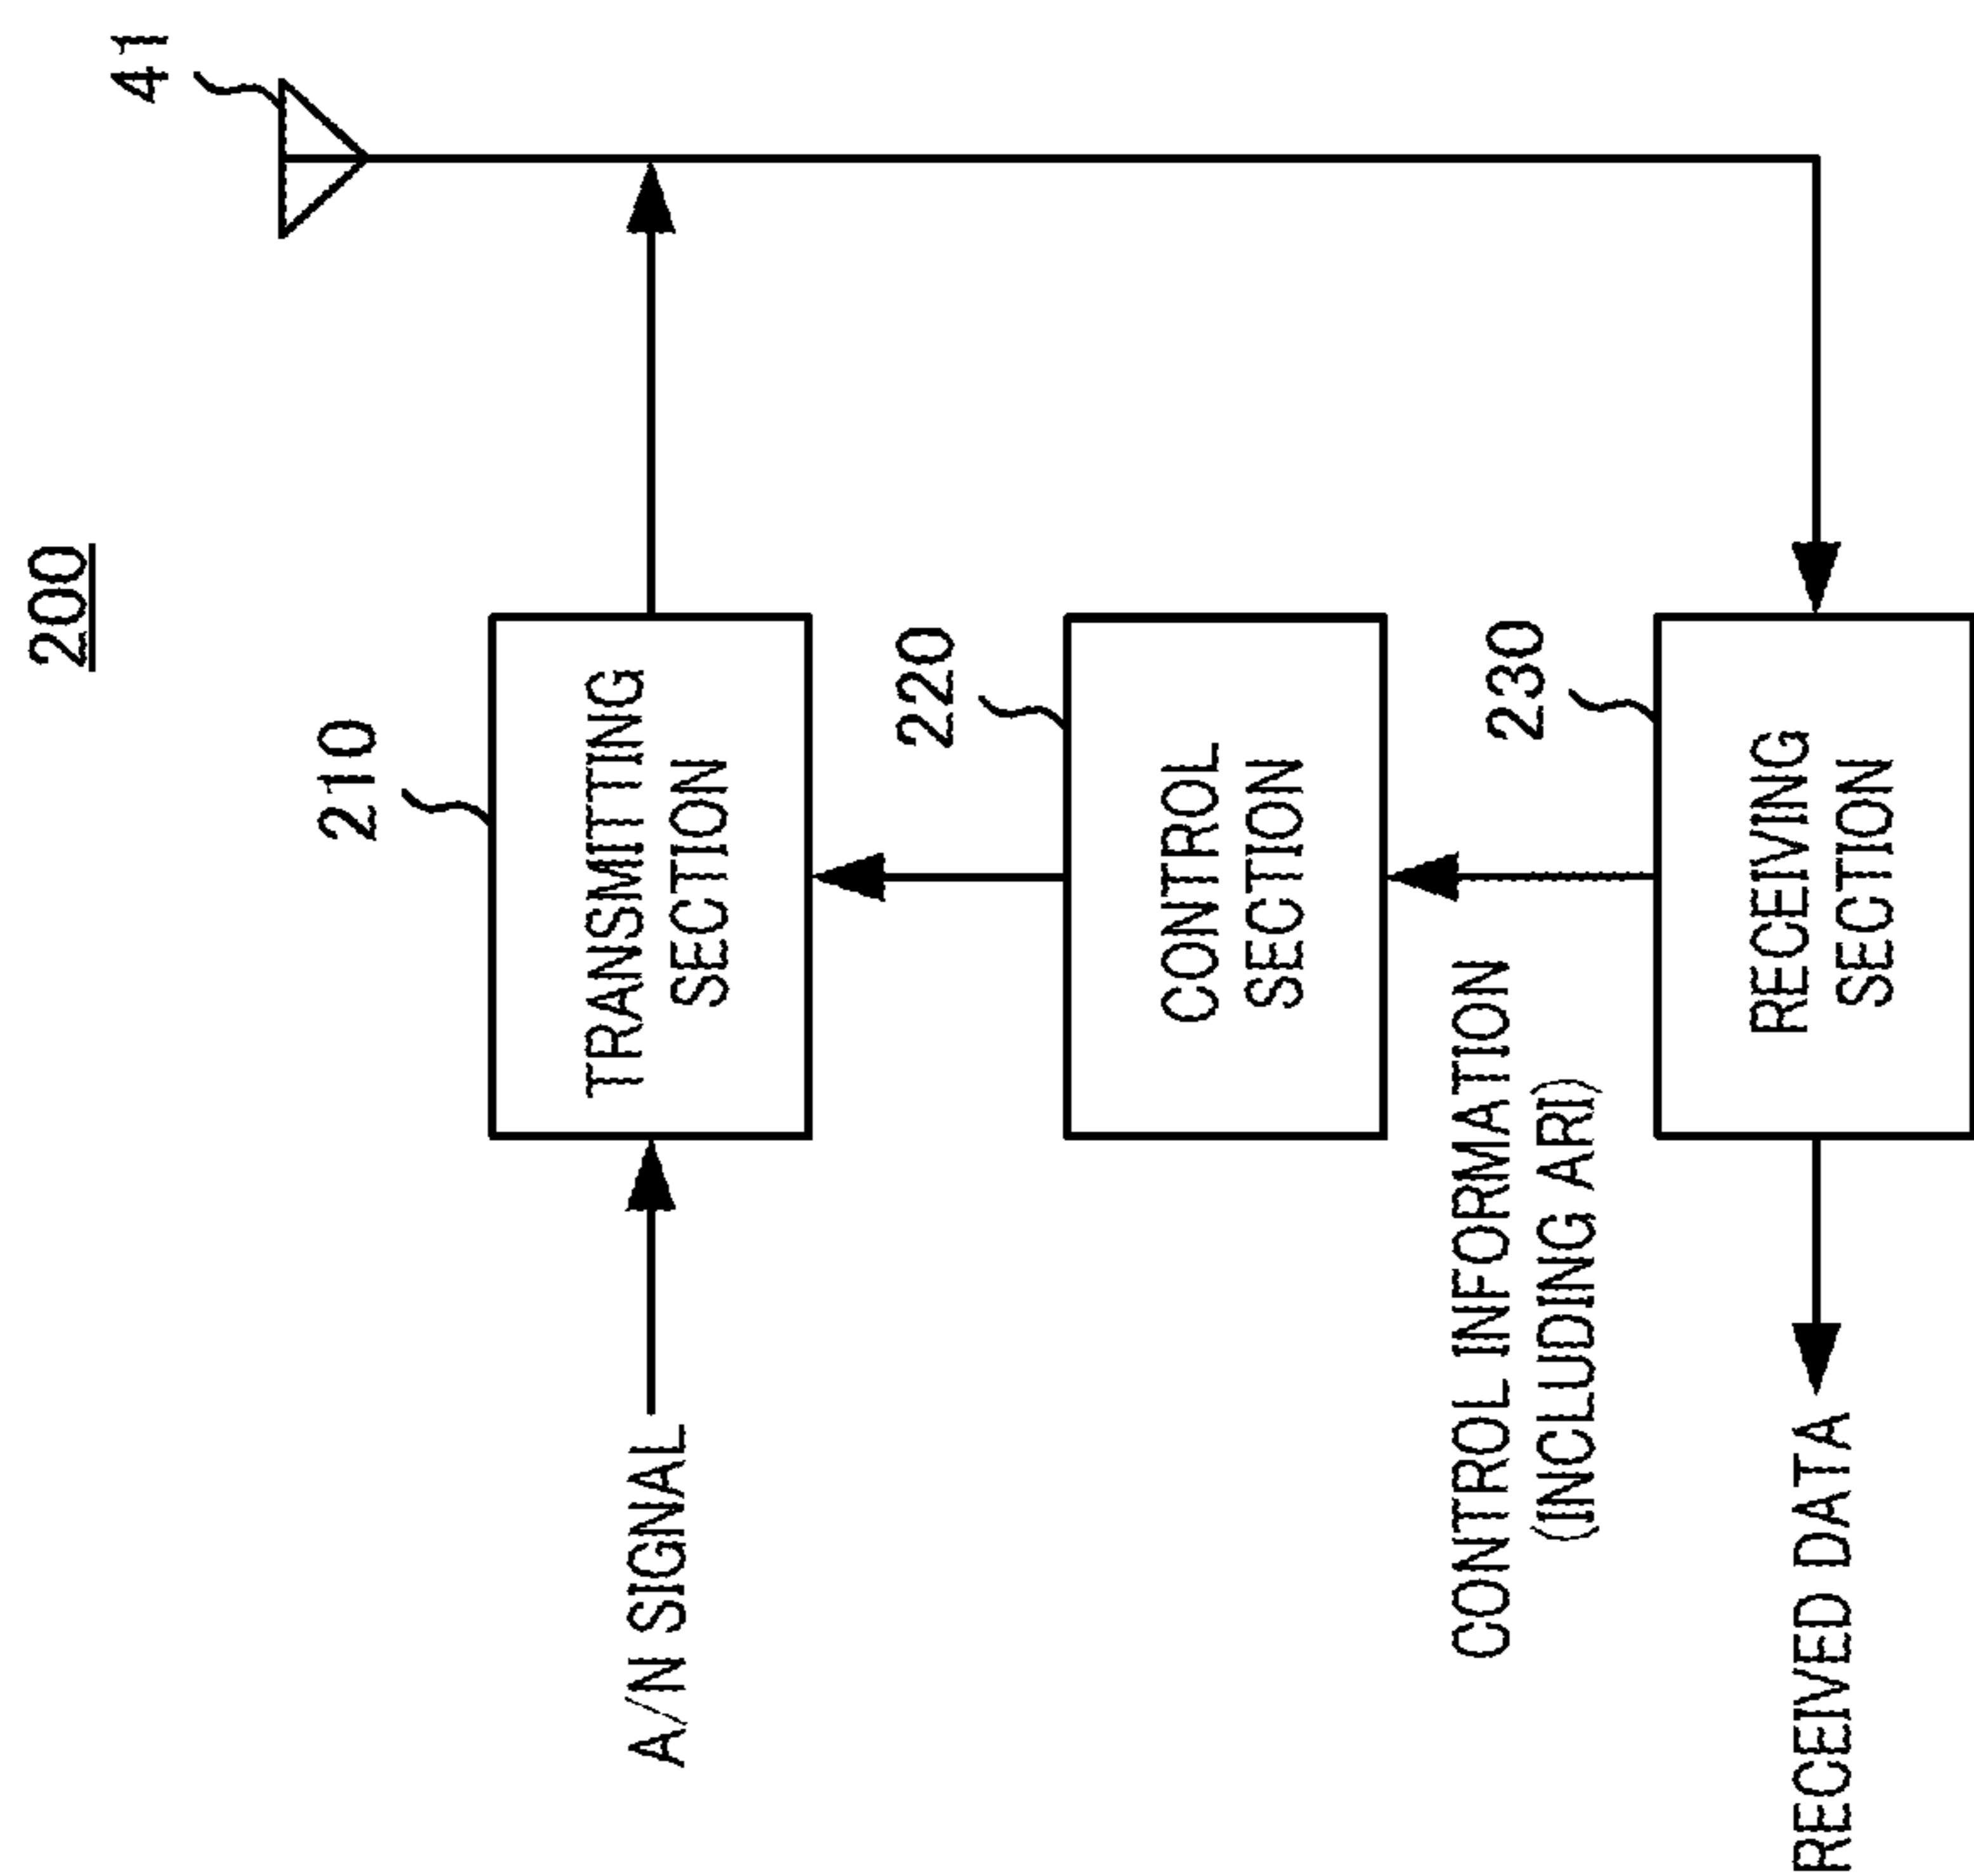 200
41
210
A/N SIGNAL
TRANSMITTING
SECTION
220
CONTROL
SECTION
CONTROL INFORMATION
(INCLUDING ARI)
230
RECEIVED DATA
RECEIVING
SECTION